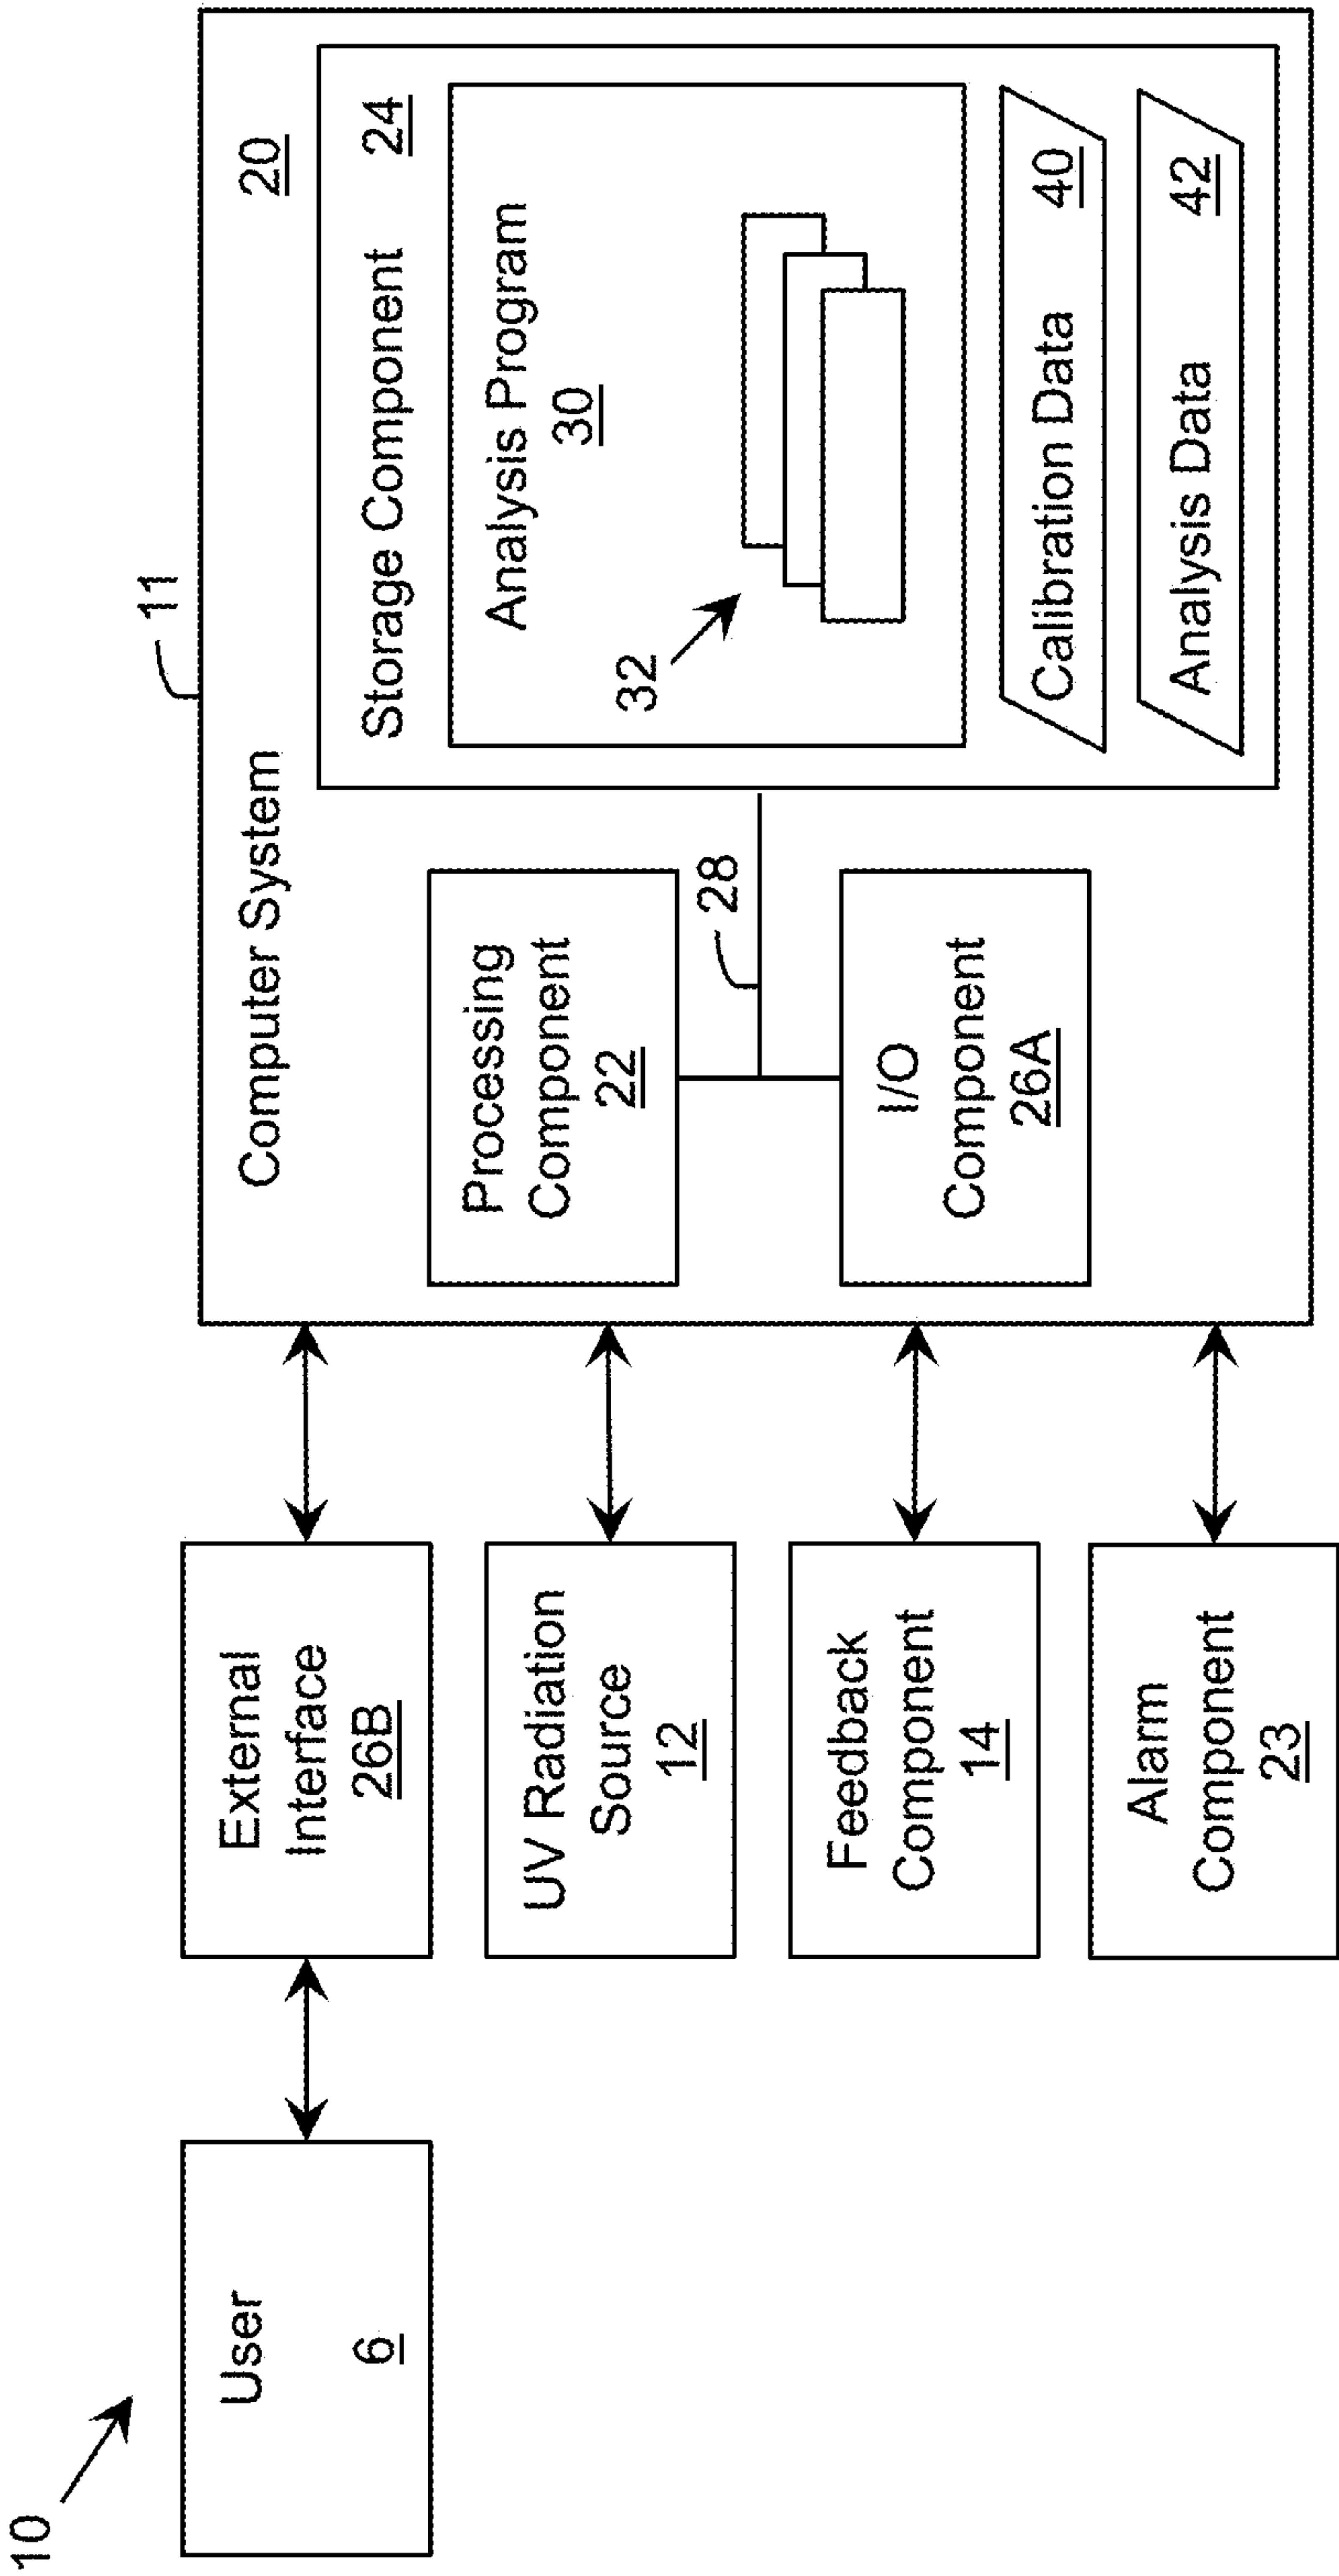 10
User
6
External
Interface
26B
UV Radiation
Source
12
Feedback
Component
14
Alarm
Component
23
11
Computer System
20
Processing
Component
22
28
I/O
Component
26A
Storage Component
24
Analysis Program
30
32
Calibration Data
40
Analysis Data
42